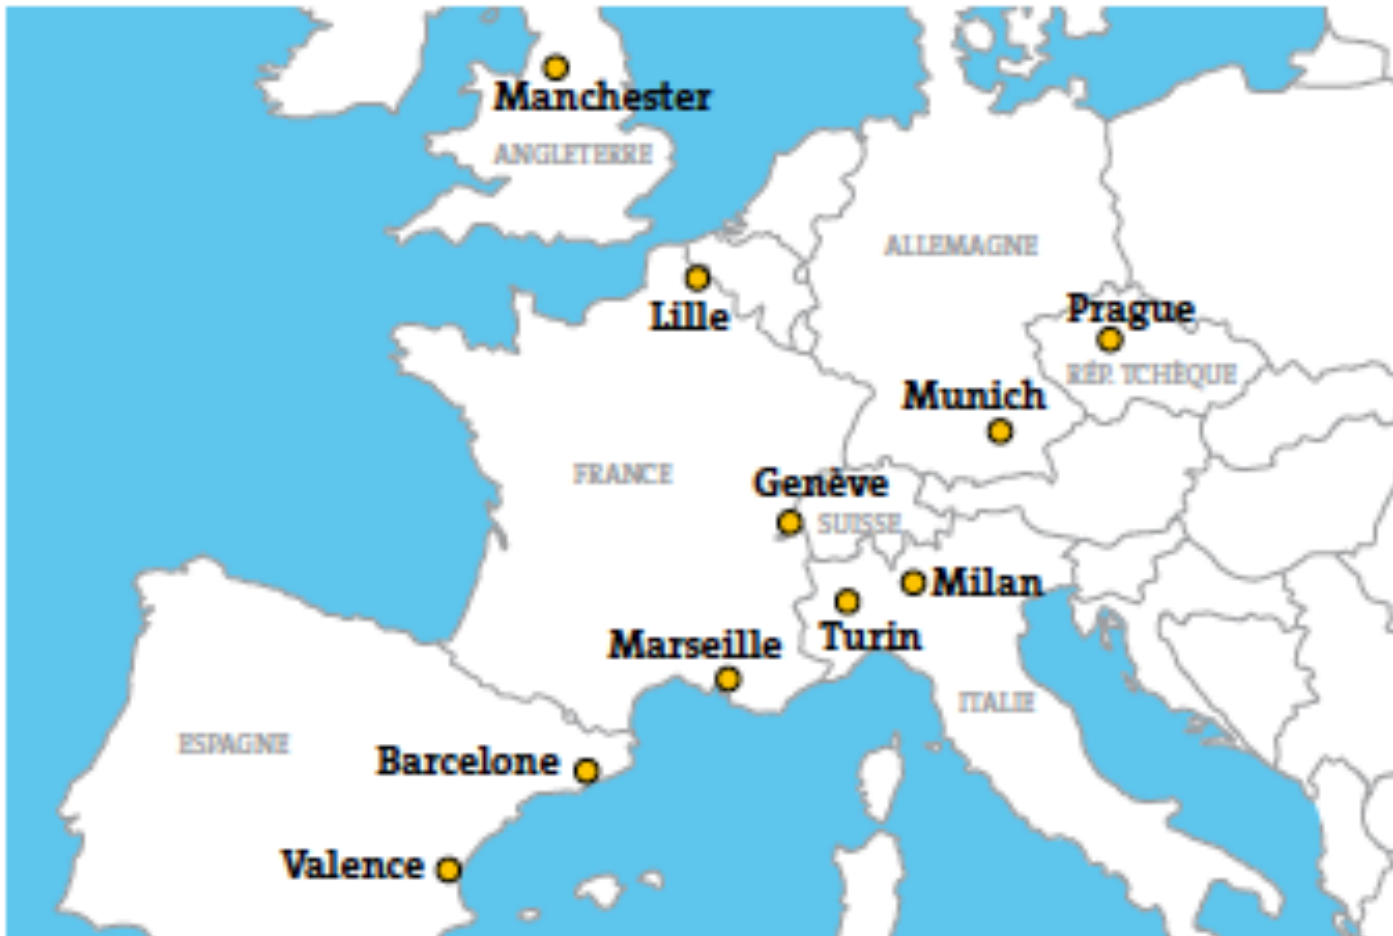 Manchester
ANGLETERRE
ALLEMAGNE
Lille
Prague
RÉP. TCHÈQUE
Munich
FRANCE
Genève
SUISSE
Milan
Turin
Marseille
ITALIE
ESPAGNE
Barcelone
Valence